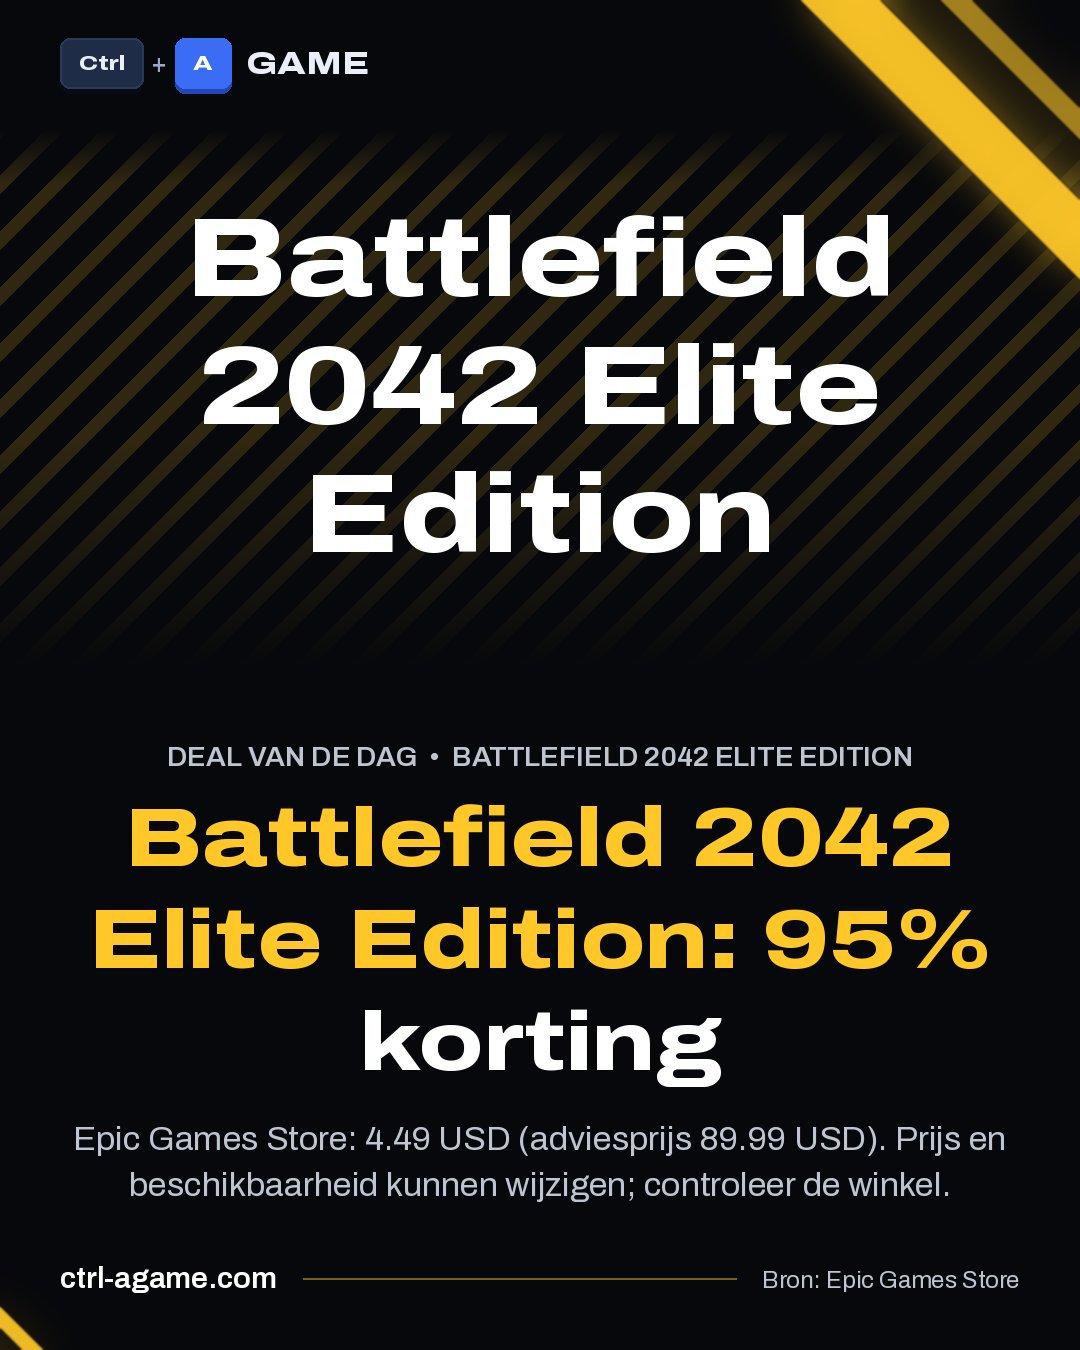 Ctrl + A GAME
Battlefield
2042 Elite
Edition
DEAL VAN DE DAG • BATTLEFIELD 2042 ELITE EDITION
Battlefield 2042
Elite Edition: 95%
korting
Epic Games Store: 4.49 USD (adviesprijs 89.99 USD). Prijs en
beschikbaarheid kunnen wijzigen; controleer de winkel.
ctrl-agame.com
Bron: Epic Games Store